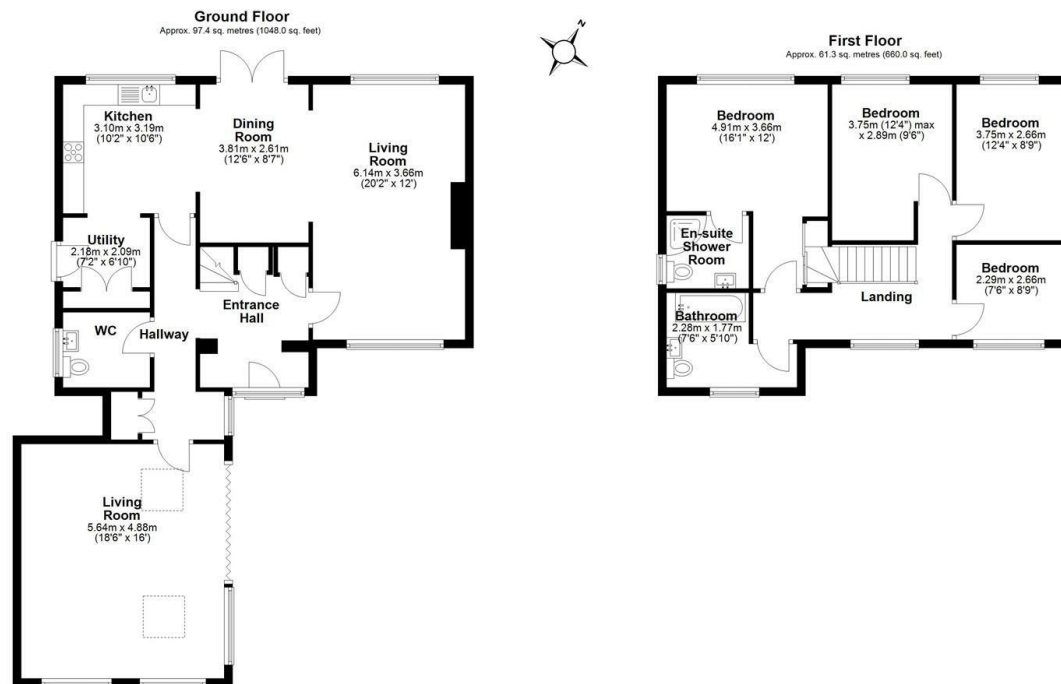 Ground Floor
Approx. 97.4 sq. metres (1048.0 sq. feet)
Kitchen
3.10m x 3.19m
(10'2" x 10'6")
Dining
Room
3.81m x 2.61m
(12'6" x 8'7")
Living
Room
6.14m x 3.66m
(20'2" x 12')
Utility
2.18m x 2.09m
(7'2" x 6'10")
Entrance
Hall
WC
Hallway
Living
Room
5.64m x 4.88m
(18'6" x 16')
N
First Floor
Approx. 61.3 sq. metres (660.0 sq. feet)
Bedroom
4.91m x 3.66m
(16'1" x 12')
Bedroom
3.75m (12'4") max
x 2.89m (9'6")
Bedroom
3.75m x 2.66m
(12'4" x 8'9")
En-suite
Shower
Room
Bedroom
2.29m x 2.66m
(7'6" x 8'9")
Landing
Bathroom
2.28m x 1.77m
(7'6" x 5'10")